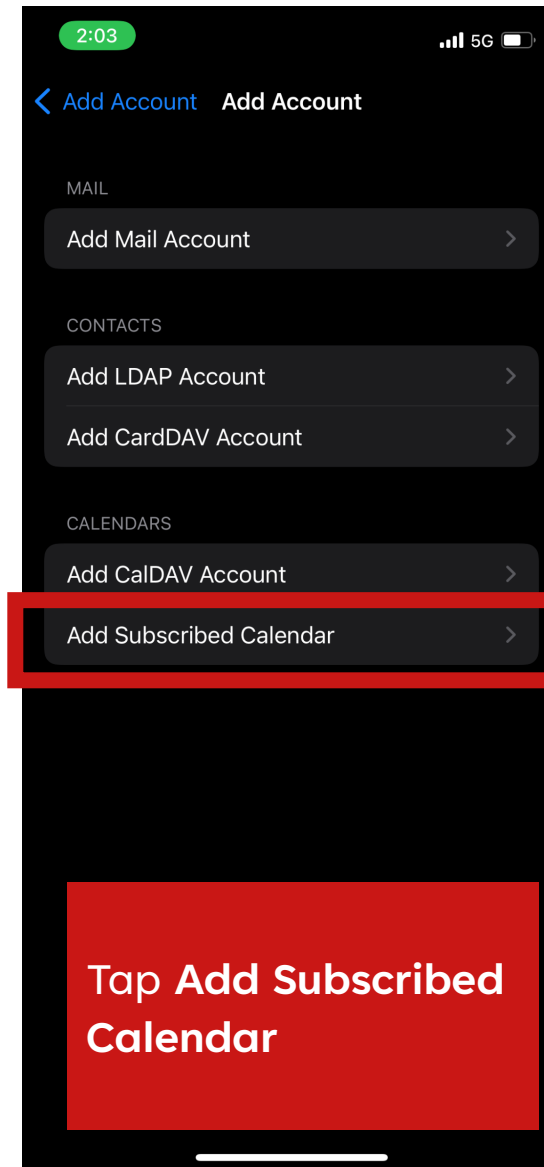 2:03
5G
Add Account Add Account
MAIL
Add Mail Account
CONTACTS
Add LDAP Account
Add CardDAV Account
CALENDARS
Add CalDAV Account
Add Subscribed Calendar
Tap Add Subscribed
Calendar